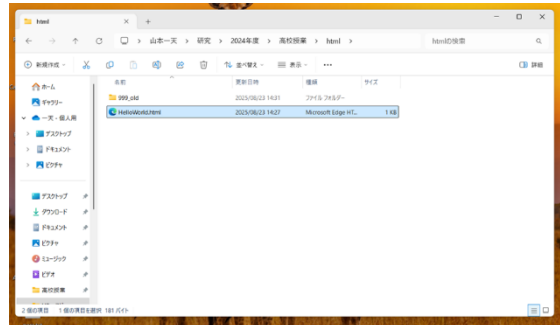 html
山本一天 > 研究 > 2024年度 > 高校授業 > html >
htmlの検索
新規作成
並べ替え
表示
詳細
名前 更新日時 種類 サイズ
ホーム
ギャラリー
一天 - 個人用
デスクトップ
ドキュメント
ピクチャ
デスクトップ
ダウンロード
ドキュメント
ピクチャ
ミュージック
ビデオ
高校授業
999_old 2025/08/23 14:31 ファイル フォルダー
HelloWorld.html 2025/08/23 14:27 Microsoft Edge HT... 1 KB
2 個の項目 1 個の項目を選択 181 バイト